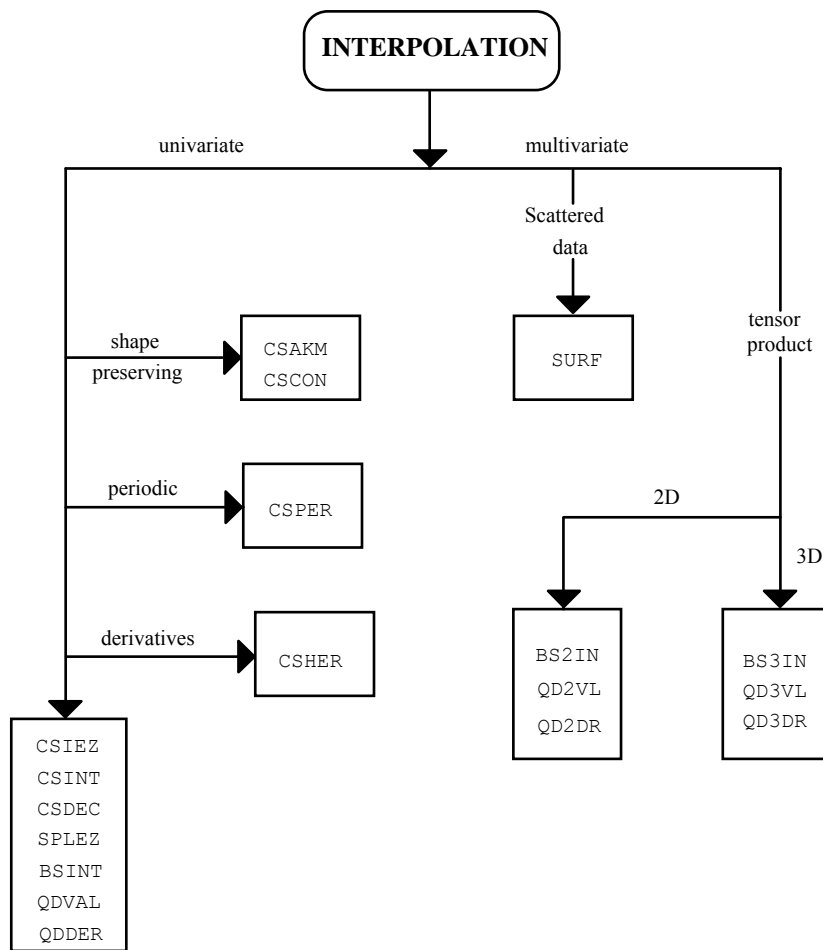 INTERPOLATION
univariate
multivariate
Scattered
data
tensor
product
shape
preserving
CSAKM
CSCON
SURF
periodic
CSPER
2D
3D
derivatives
CSHER
BS2IN
QD2VL
QD2DR
BS3IN
QD3VL
QD3DR
CSIEZ
CSINT
CSDEC
SPLEZ
BSINT
QDVAL
QDDER